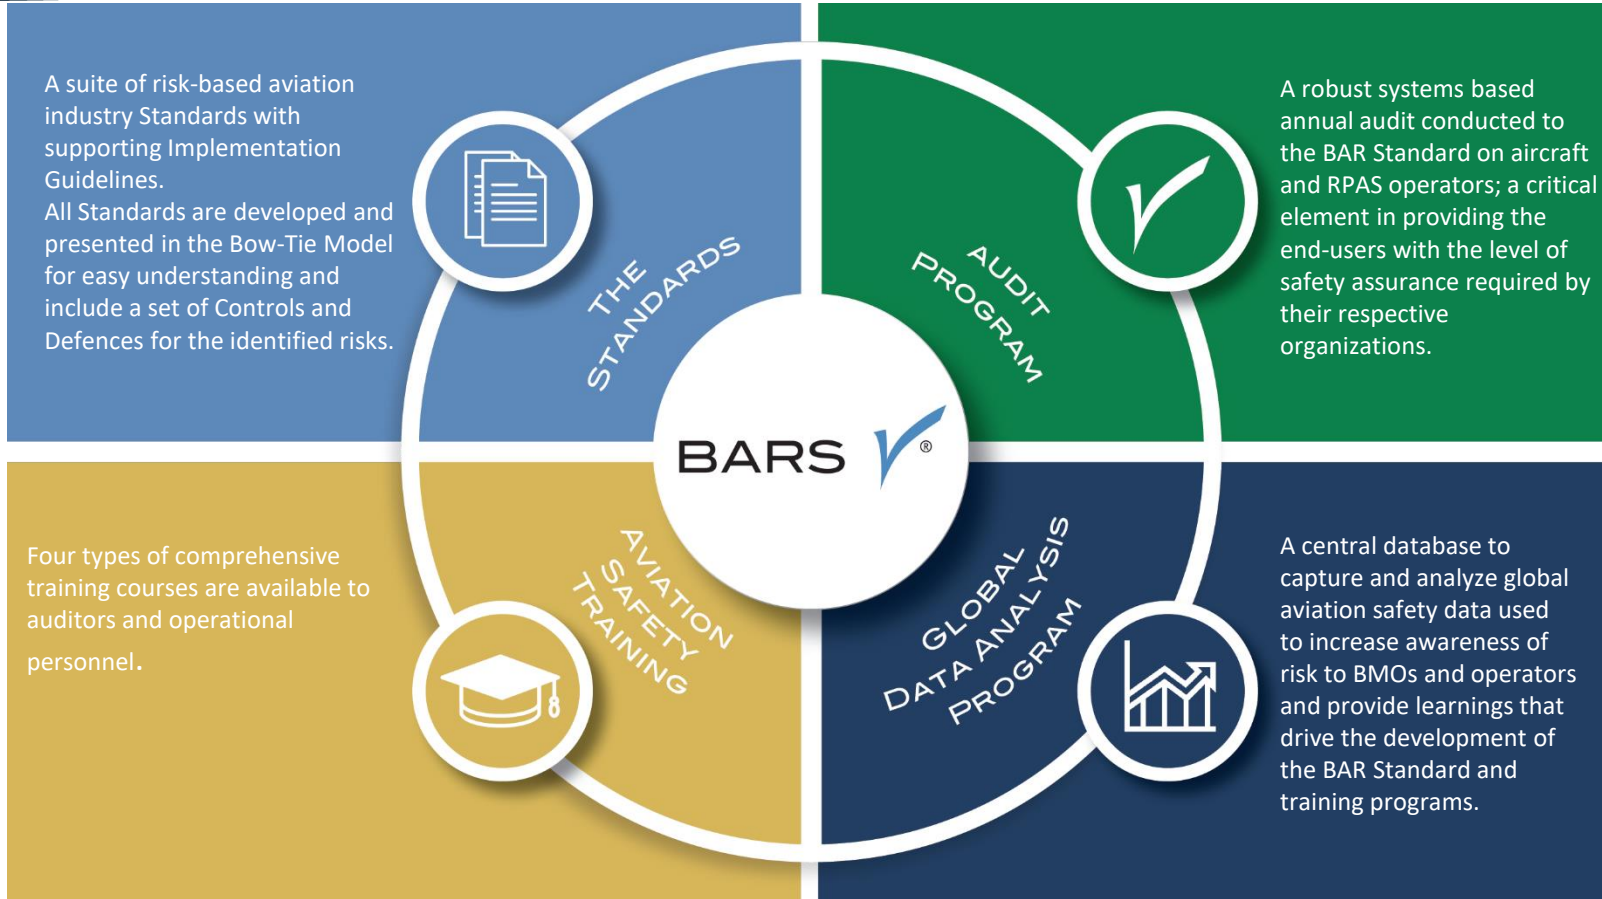 A suite of risk-based aviation
industry Standards with
supporting Implementation
Guidelines.
All Standards are developed and
presented in the Bow-Tie Model
for easy understanding and
include a set of Controls and
Defences for the identified risks.
THE
STANDARDS
AUDIT
PROGRAM
A robust systems based
annual audit conducted to
the BAR Standard on aircraft
and RPAS operators; a critical
element in providing the
end-users with the level of
safety assurance required by
their respective
organizations.
BARS ®
Four types of comprehensive
training courses are available to
auditors and operational
personnel.
AVIATION
SAFETY
TRAINING
GLOBAL
DATA ANALYSIS
PROGRAM
A central database to
capture and analyze global
aviation safety data used
to increase awareness of
risk to BMOs and operators
and provide learnings that
drive the development of
the BAR Standard and
training programs.